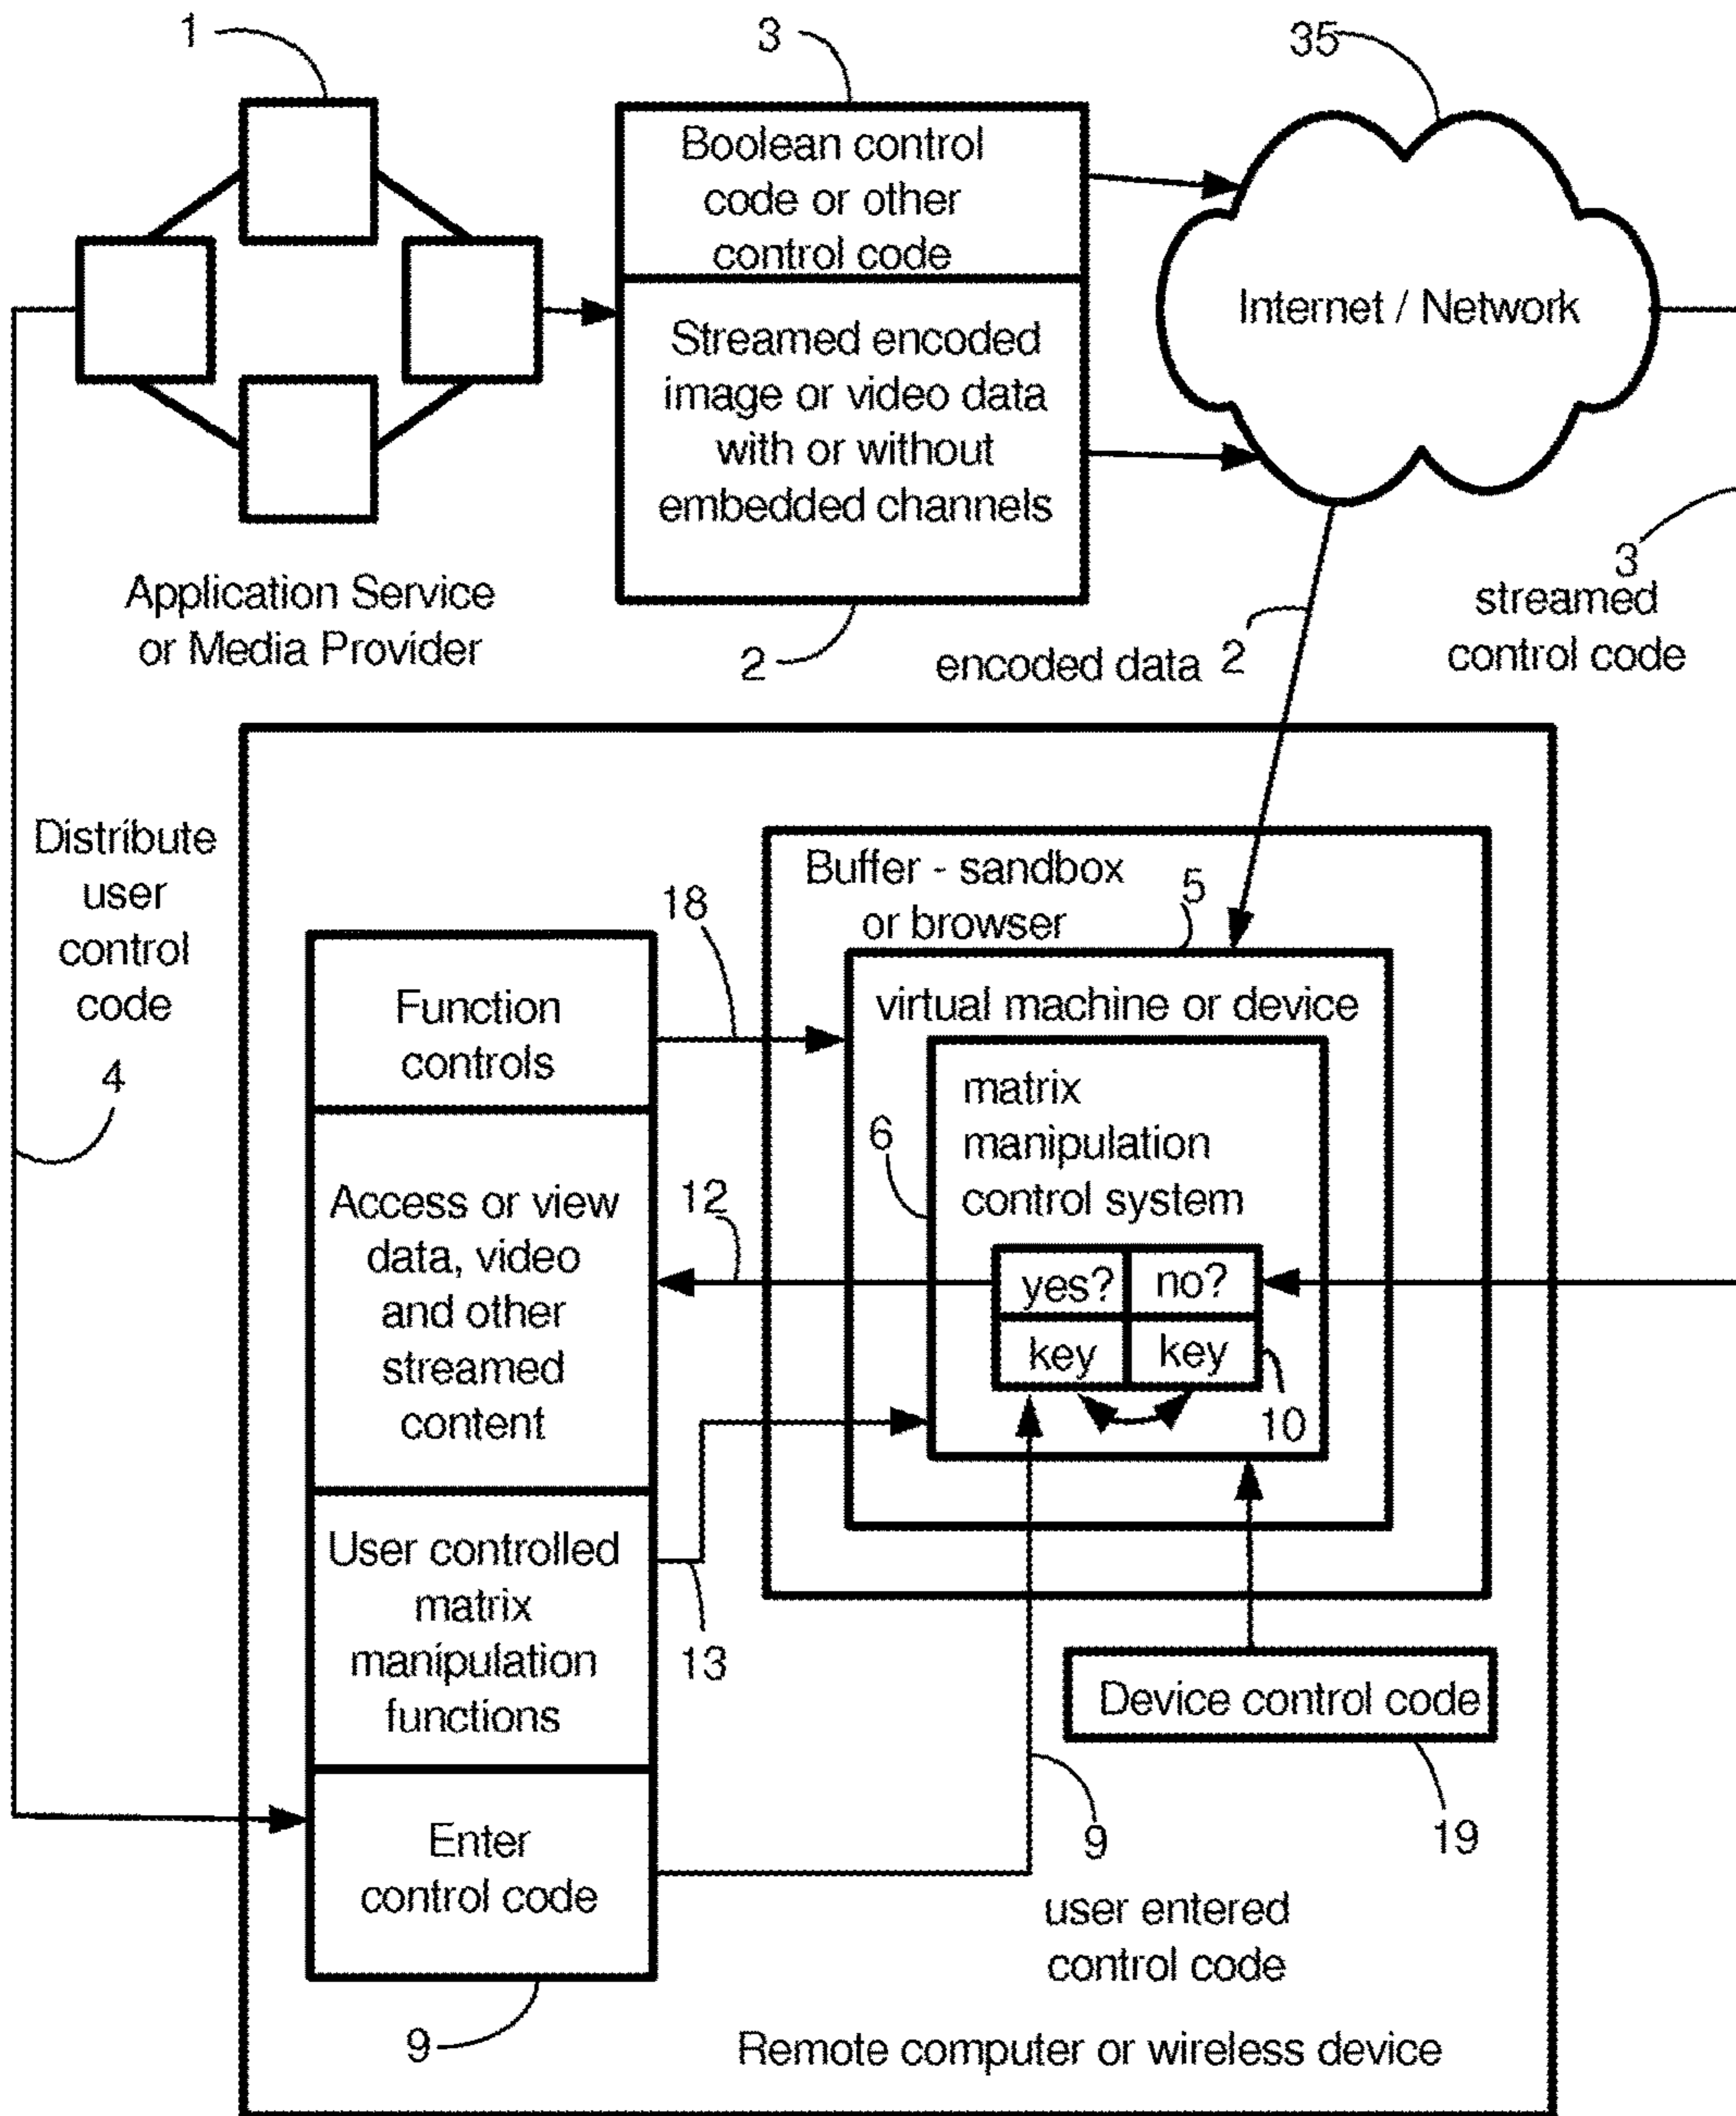 1
3
35
Boolean control
code or other
control code
Streamed encoded
image or video data
with or without
embedded channels
Internet / Network
Application Service
or Media Provider
2
encoded data
2
3
streamed
control code
Distribute
user
control
code
4
Buffer - sandbox
or browser
5
18
Function
controls
virtual machine or device
matrix
manipulation
control system
6
12
Access or view
data, video
and other
streamed
content
yes?
no?
key
key
10
User controlled
matrix
manipulation
functions
13
Device control code
19
9
Enter
control code
user entered
control code
9
Remote computer or wireless device